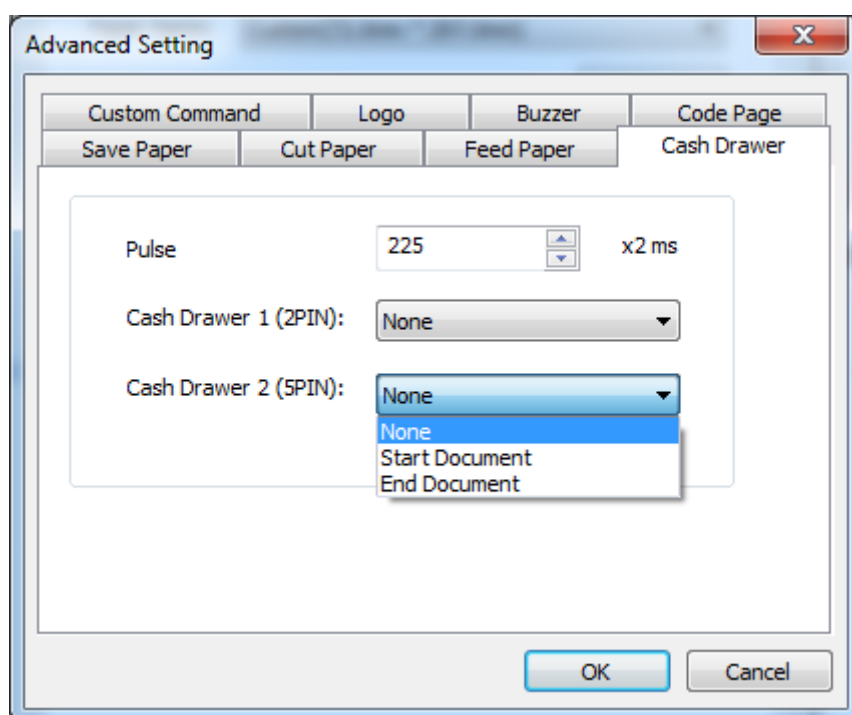 Advanced Setting
Custom Command Logo Buzzer Code Page
Save Paper Cut Paper Feed Paper Cash Drawer
Pulse 225 x2 ms
Cash Drawer 1 (2PIN): None
Cash Drawer 2 (5PIN): None
None
Start Document
End Document
OK Cancel